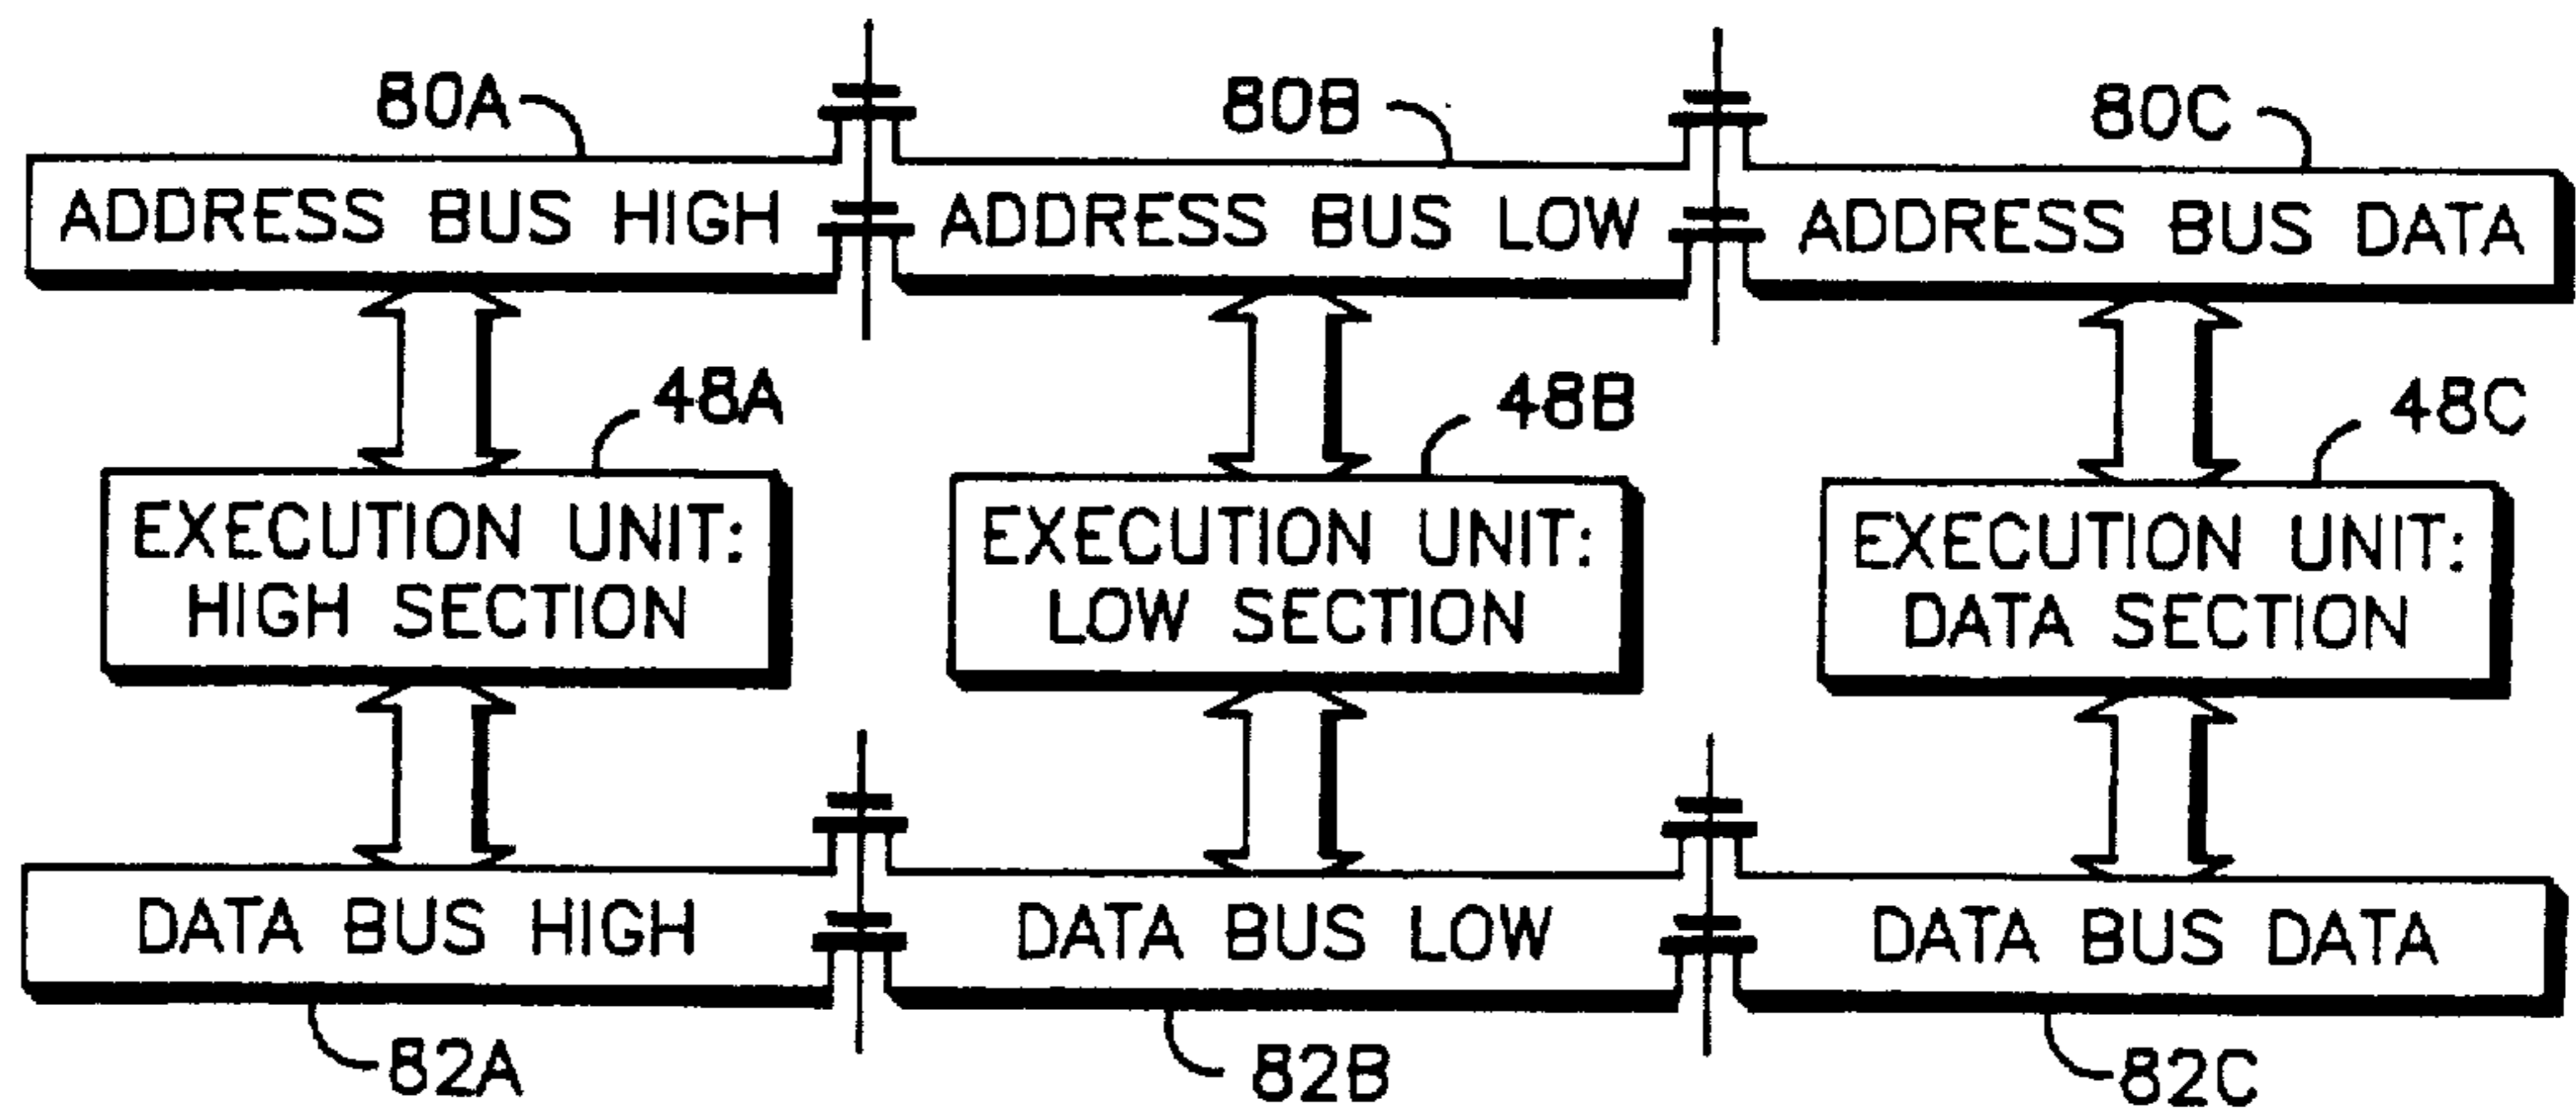 80A
80B
80C
ADDRESS BUS HIGH
ADDRESS BUS LOW
ADDRESS BUS DATA
48A
48B
48C
EXECUTION UNIT:
HIGH SECTION
EXECUTION UNIT:
LOW SECTION
EXECUTION UNIT:
DATA SECTION
DATA BUS HIGH
DATA BUS LOW
DATA BUS DATA
82A
82B
82C